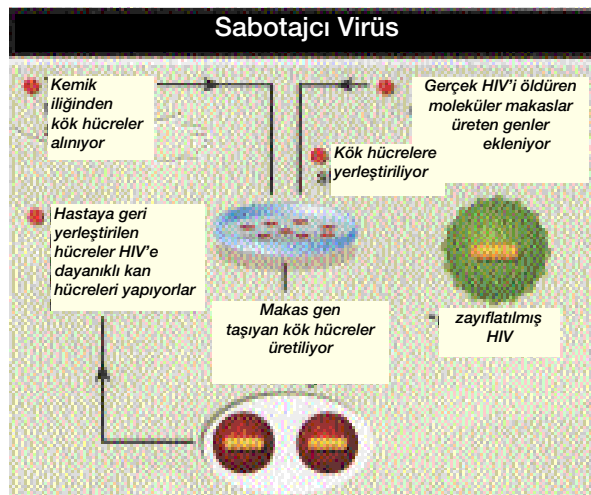 Sabotajcı Virüs
Kemik
iliğinden
kök hücreler
alınıyor
Gerçek HIV'i öldüren
moleküler makaslar
üreten genler
ekleniyor
Kök hücrelere
yerleştiriliyor
Hastaya geri
yerleştirilen
hücreler HIV'e
dayanıklı kan
hücreleri yapıyorlar
Makas gen
taşıyan kök hücreler
üretiliyor
zayıflatılmış
HIV